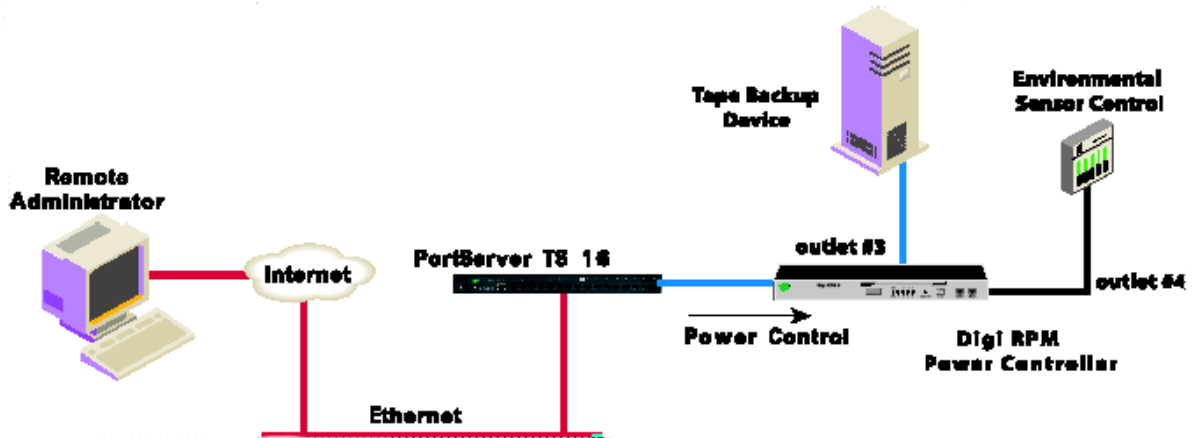 Tape Backup
Device
Environmental
Sensor Control
Remote
Administrator
Internet
PortServer TS 16
outlet #3
outlet #4
Power Control
Digi RPM
Power Controller
Ethernet